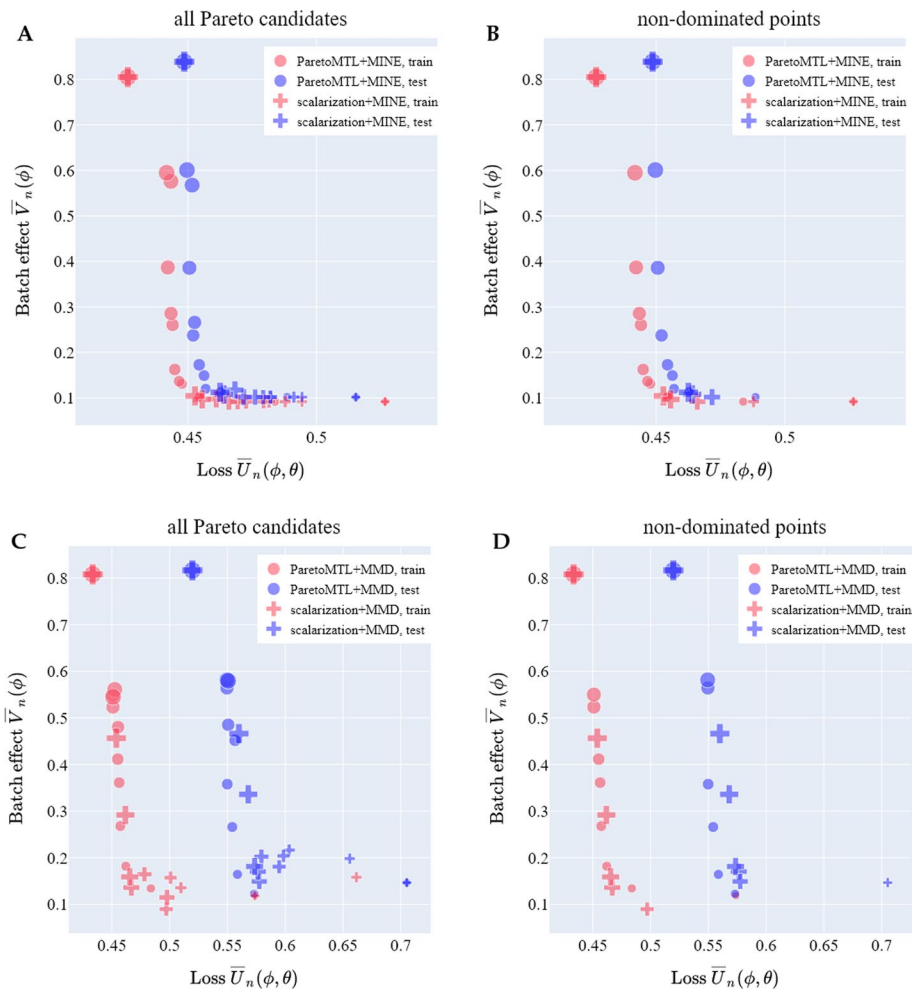 A
all Pareto candidates
ParetoMTL+MINE, train
ParetoMTL+MINE, test
scalarization+MINE, train
scalarization+MINE, test
0.8
0.7
0.6
0.5
0.4
0.3
0.2
0.1
Batch effect V̅_n(ϕ)
0.45
0.5
Loss U̅_n(ϕ, θ)
B
non-dominated points
ParetoMTL+MINE, train
ParetoMTL+MINE, test
scalarization+MINE, train
scalarization+MINE, test
0.8
0.7
0.6
0.5
0.4
0.3
0.2
0.1
Batch effect V̅_n(ϕ)
0.45
0.5
Loss U̅_n(ϕ, θ)
C
all Pareto candidates
ParetoMTL+MMD, train
ParetoMTL+MMD, test
scalarization+MMD, train
scalarization+MMD, test
0.8
0.7
0.6
0.5
0.4
0.3
0.2
0.1
Batch effect V̅_n(ϕ)
0.45
0.5
0.55
0.6
0.65
0.7
Loss U̅_n(ϕ, θ)
D
non-dominated points
ParetoMTL+MMD, train
ParetoMTL+MMD, test
scalarization+MMD, train
scalarization+MMD, test
0.8
0.7
0.6
0.5
0.4
0.3
0.2
0.1
Batch effect V̅_n(ϕ)
0.45
0.5
0.55
0.6
0.65
0.7
Loss U̅_n(ϕ, θ)